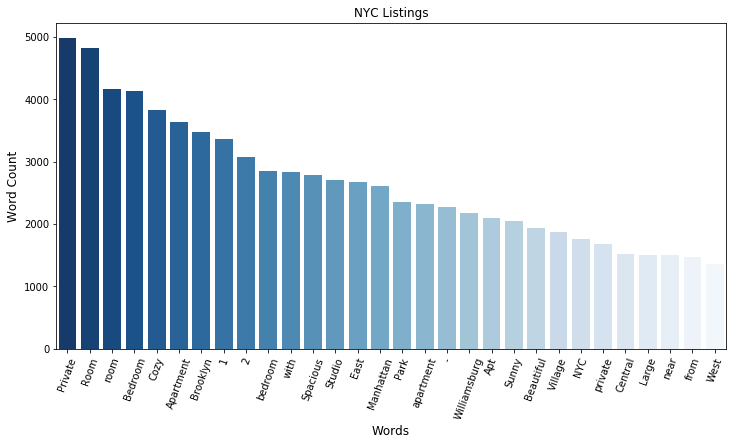 NYC Listings
Word Count
5000
4000
3000
2000
1000
0
Private
Room
room
Bedroom
Cozy
Apartment
Brooklyn
1
2
bedroom
with
Spacious
Studio
East
Manhattan
Park
apartment
-
Williamsburg
Apt
Sunny
Beautiful
Village
NYC
private
Central
Large
near
from
West
Words